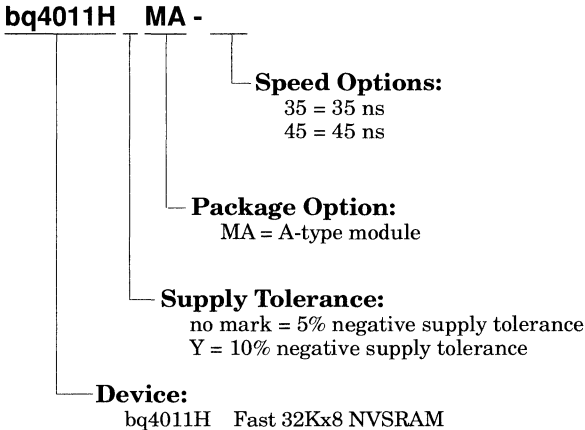 bq4011H MA -
Speed Options:
35 = 35 ns
45 = 45 ns
Package Option:
MA = A-type module
Supply Tolerance:
no mark = 5% negative supply tolerance
Y = 10% negative supply tolerance
Device:
bq4011H Fast 32Kx8 NVSRAM